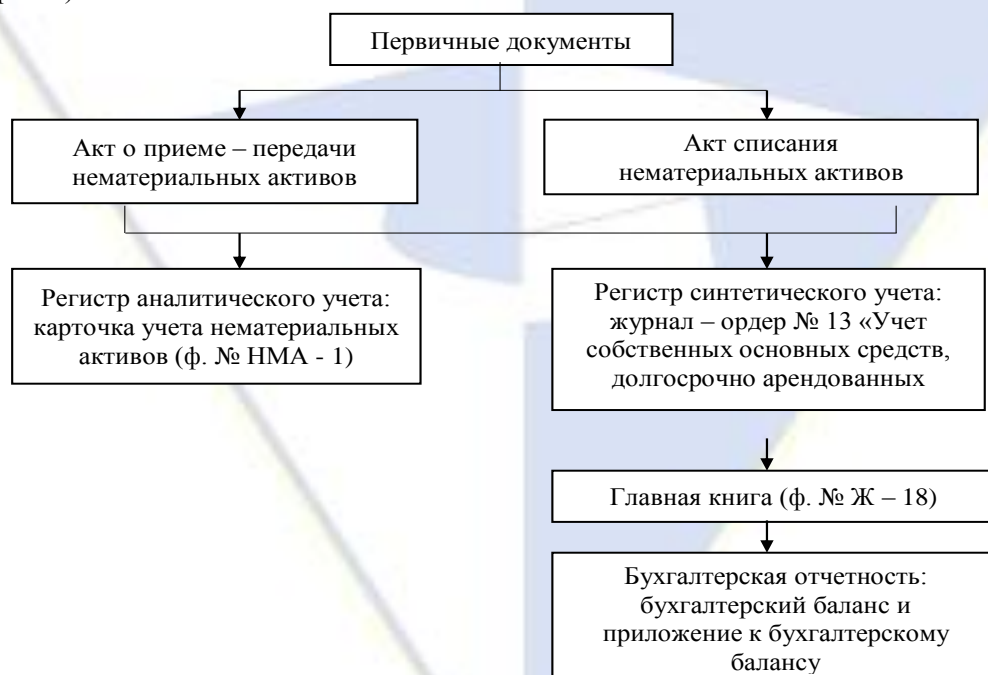 Первичные документы
Акт о приеме – передачи
нематериальных активов
Акт списания
нематериальных активов
Регистр аналитического учета:
карточка учета нематериальных
активов (ф. № НМА - 1)
Регистр синтетического учета:
журнал – ордер № 13 «Учет
собственных основных средств,
долгосрочно арендованных
Главная книга (ф. № Ж – 18)
Бухгалтерская отчетность:
бухгалтерский баланс и
приложение к бухгалтерскому
балансу